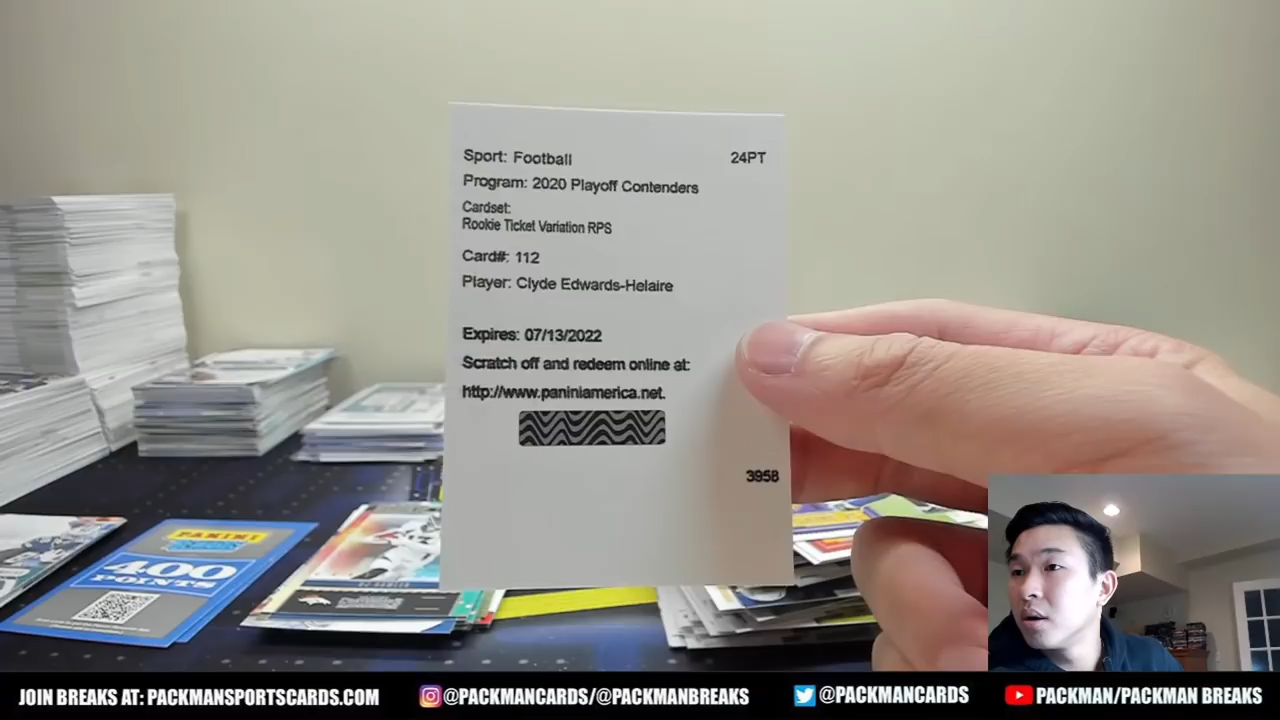 Sport: Football
24PT
Program: 2020 Playoff Contenders
Cardset:
Rookie Ticket Variation RPS
Card#: 112
Player: Clyde Edwards-Helaire
Expires: 07/13/2022
Scratch off and redeem online at:
http://www.paniniamerica.net.
3958
PANINI
400
POINTS
JOIN BREAKS AT: PACKMANSPORTSCARDS.COM
@PACKMANCARDS/@PACKMANBREAKS
@PACKMANCARDS
PACKMAN/PACKMAN BREAKS